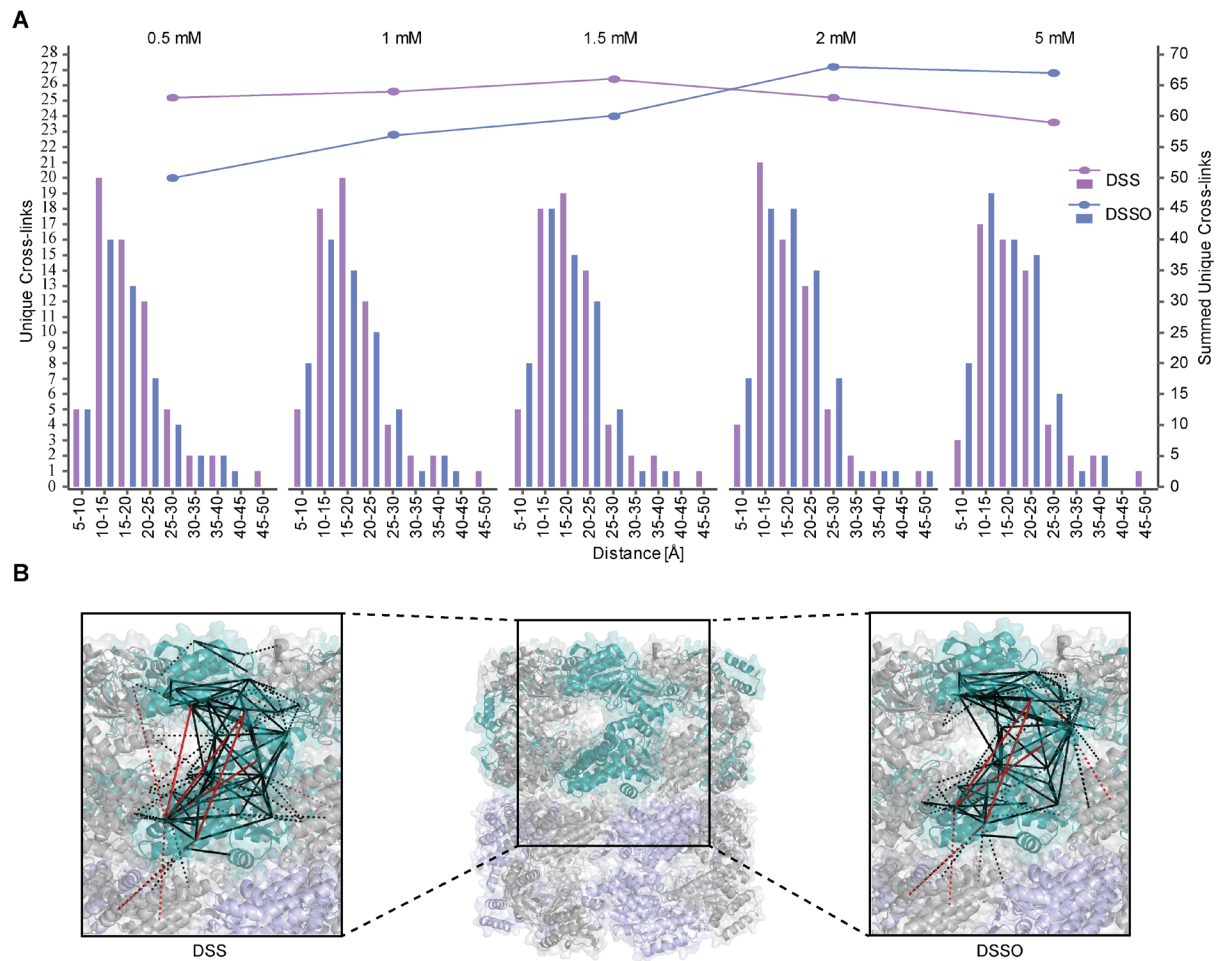 A
0.5 mM 1 mM 1.5 mM 2 mM 5 mM
28 27 26 25 24 23 22 21 20 19 18 17 16 15 14 13 12 11 10 9 8 7 6 5 4 3 2 1 0
Unique Cross-links
70 65 60 55 50 45 40 35 30 25 20 15 10 5 0
Summed Unique Cross-links
DSS
DSSO
5-10 10-15 15-20 20-25 25-30 30-35 35-40 40-45 45-50
5-10 10-15 15-20 20-25 25-30 30-35 35-40 40-45 45-50
5-10 10-15 15-20 20-25 25-30 30-35 35-40 40-45 45-50
5-10 10-15 15-20 20-25 25-30 30-35 35-40 40-45 45-50
5-10 10-15 15-20 20-25 25-30 30-35 35-40 40-45 45-50
Distance [Å]
B
DSS
DSSO